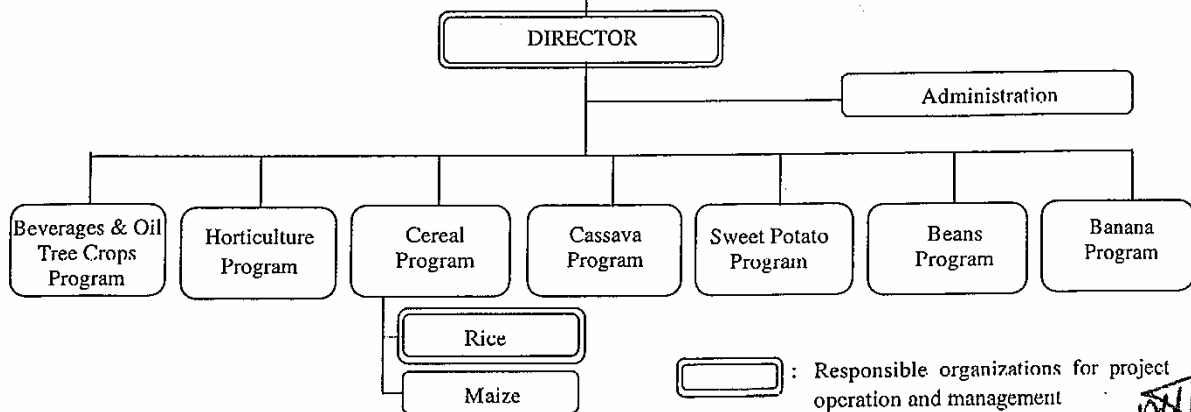 DIRECTOR
Administration
Beverages & Oil
Tree Crops
Program
Horticulture
Program
Cereal
Program
Cassava
Program
Sweet Potato
Program
Beans
Program
Banana
Program
Rice
Maize
: Responsible organizations for project
operation and management